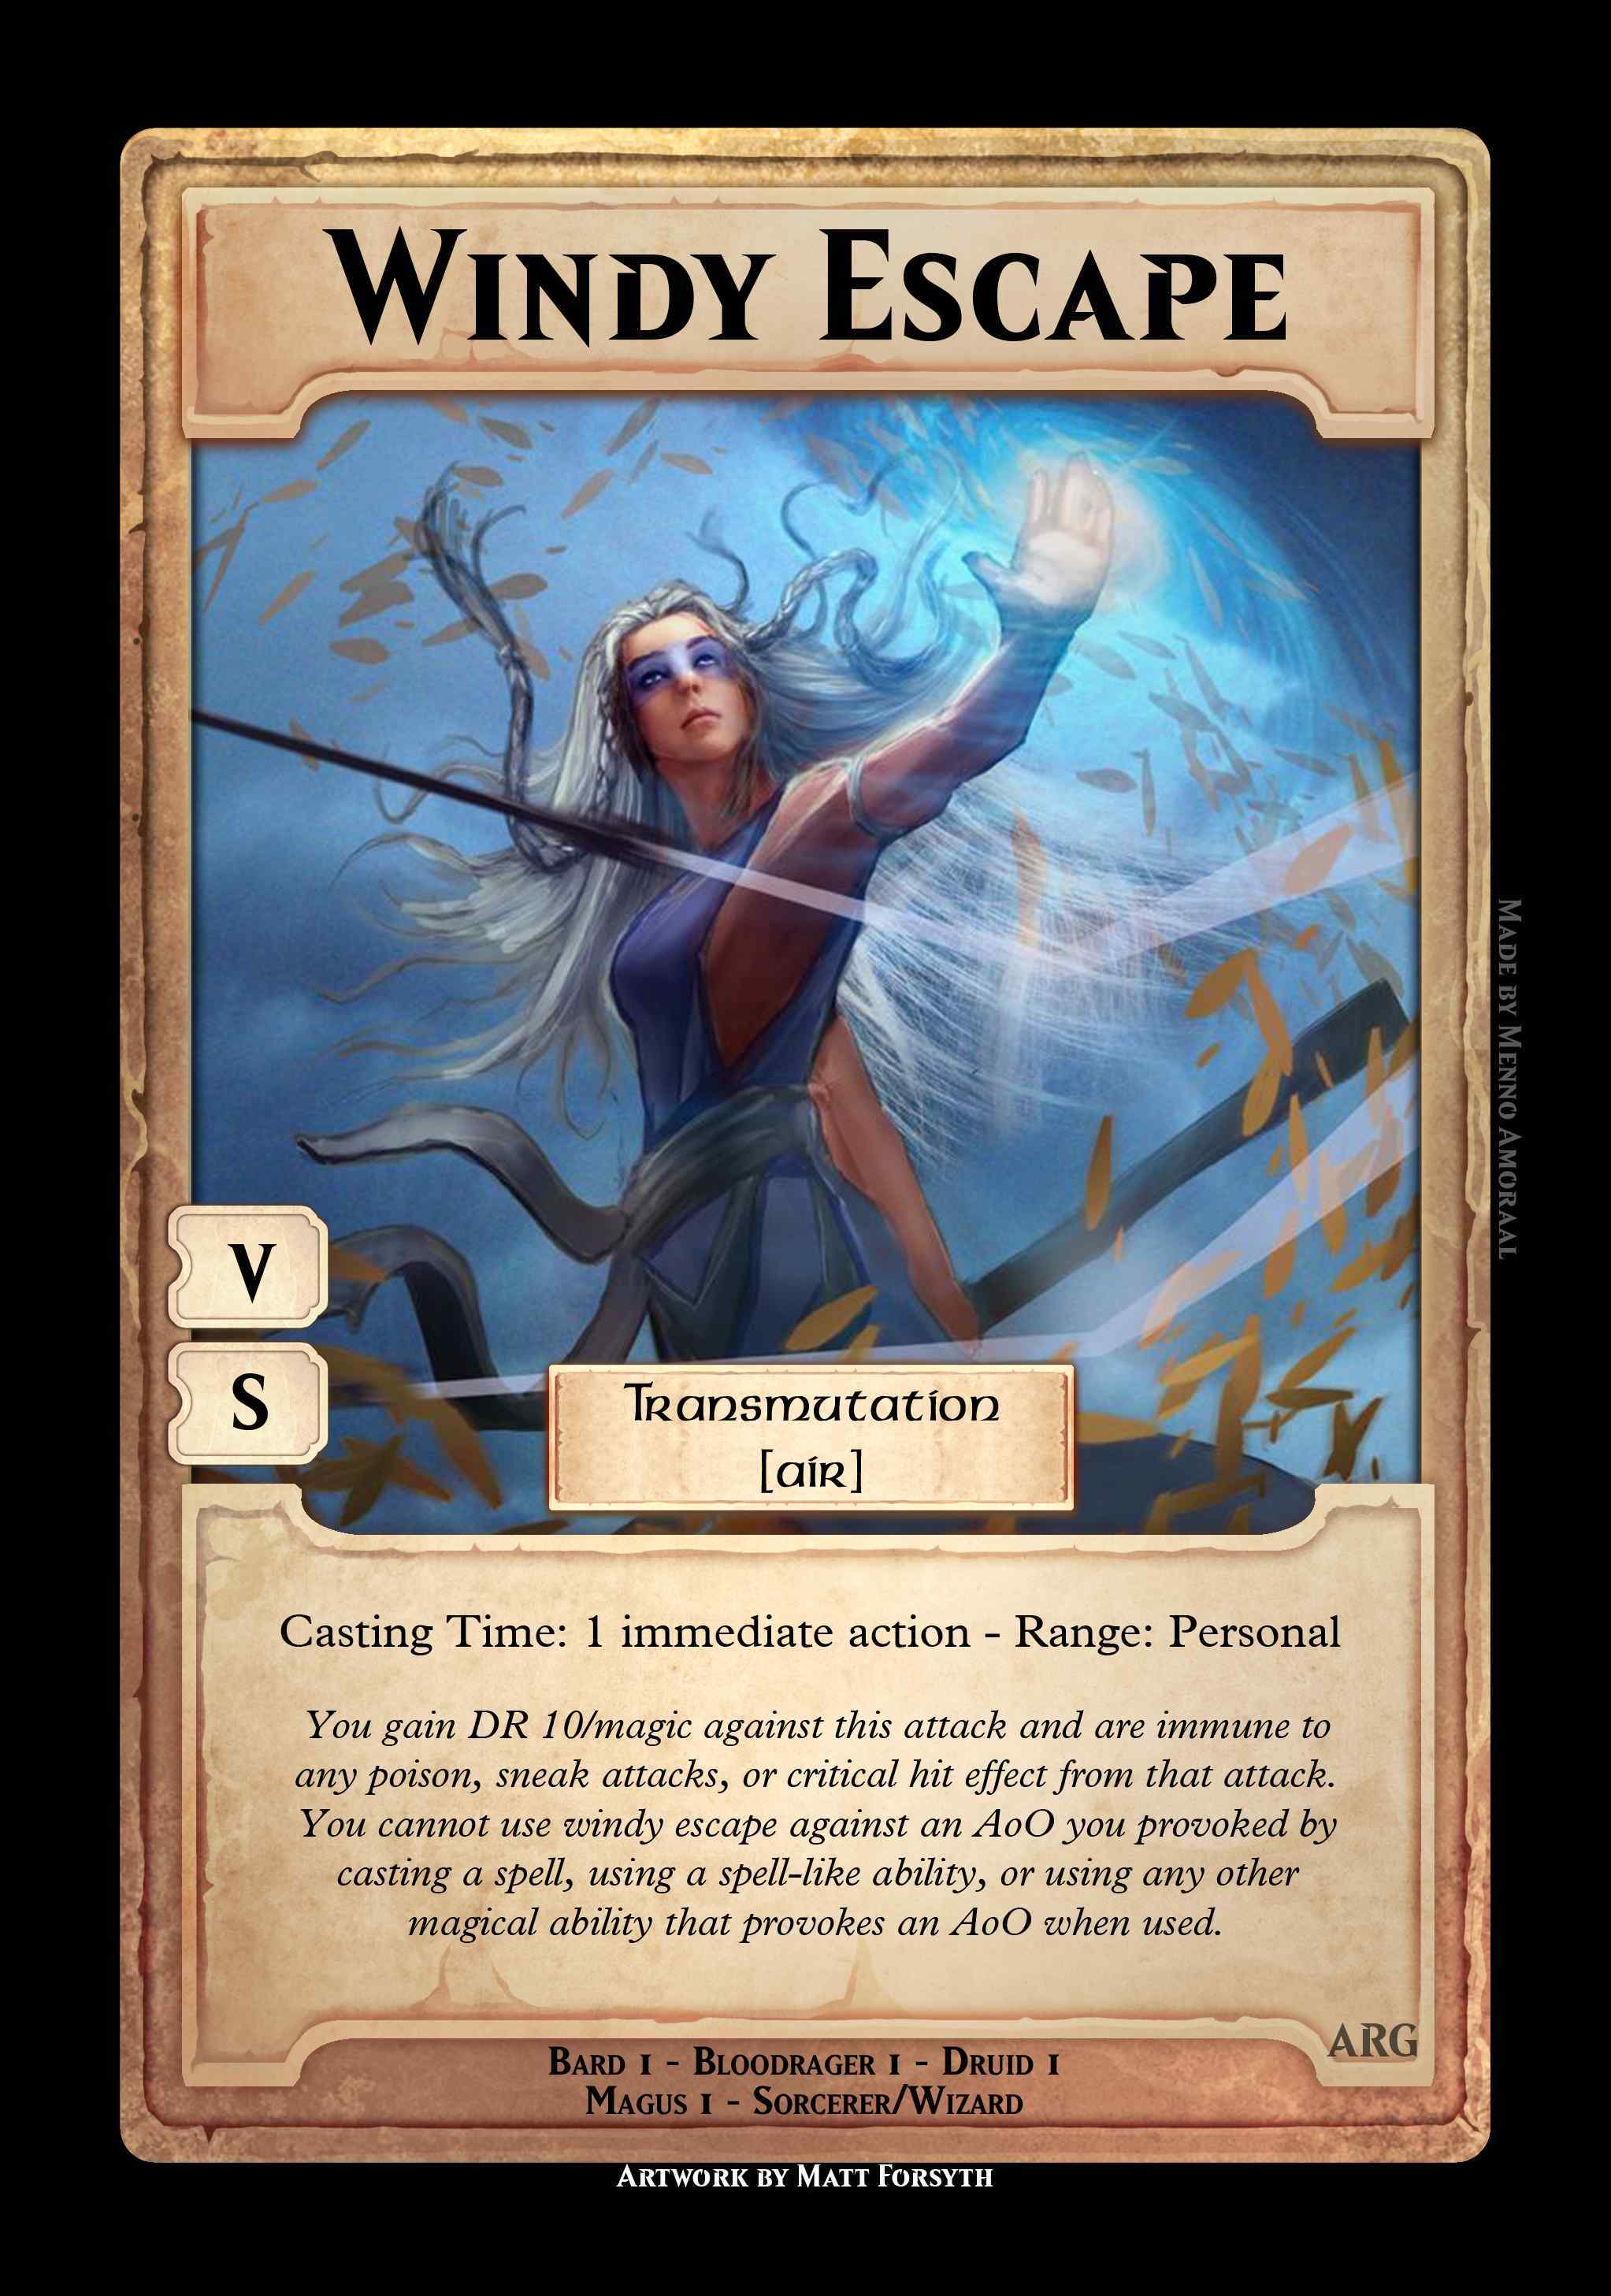 Windy Escape
V
S
Transmutation
[air]
Casting Time: 1 immediate action - Range: Personal
You gain DR 10/magic against this attack and are immune to
any poison, sneak attacks, or critical hit effect from that attack.
You cannot use windy escape against an AoO you provoked by
casting a spell, using a spell-like ability, or using any other
magical ability that provokes an AoO when used.
ARG
Bard 1 - Bloodrager 1 - Druid 1
Magus 1 - Sorcerer/Wizard
Artwork by Matt Forsyth
Made by Menno Amoraal